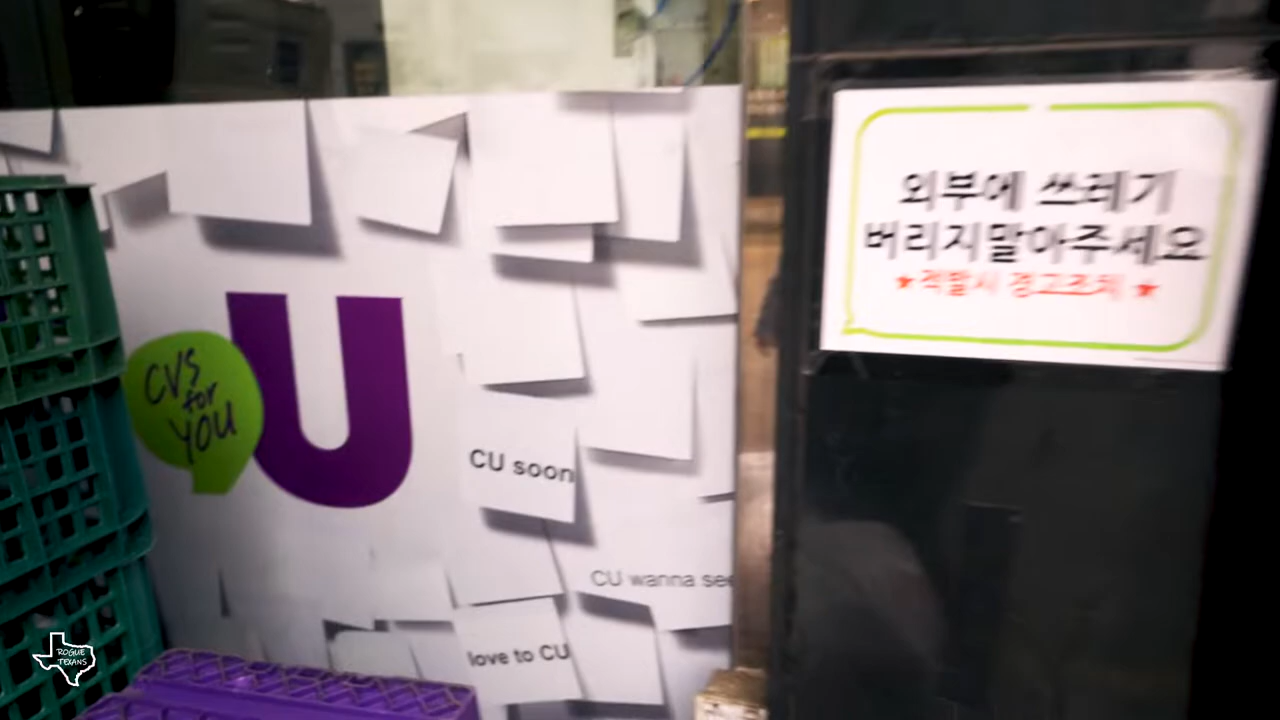 CVS
for
YOU
U
CU soon
CU wanna see
love to CU
외부에 쓰레기
버리지말아주세요
★적발시 경고조치★
ROGUE
TEXANS